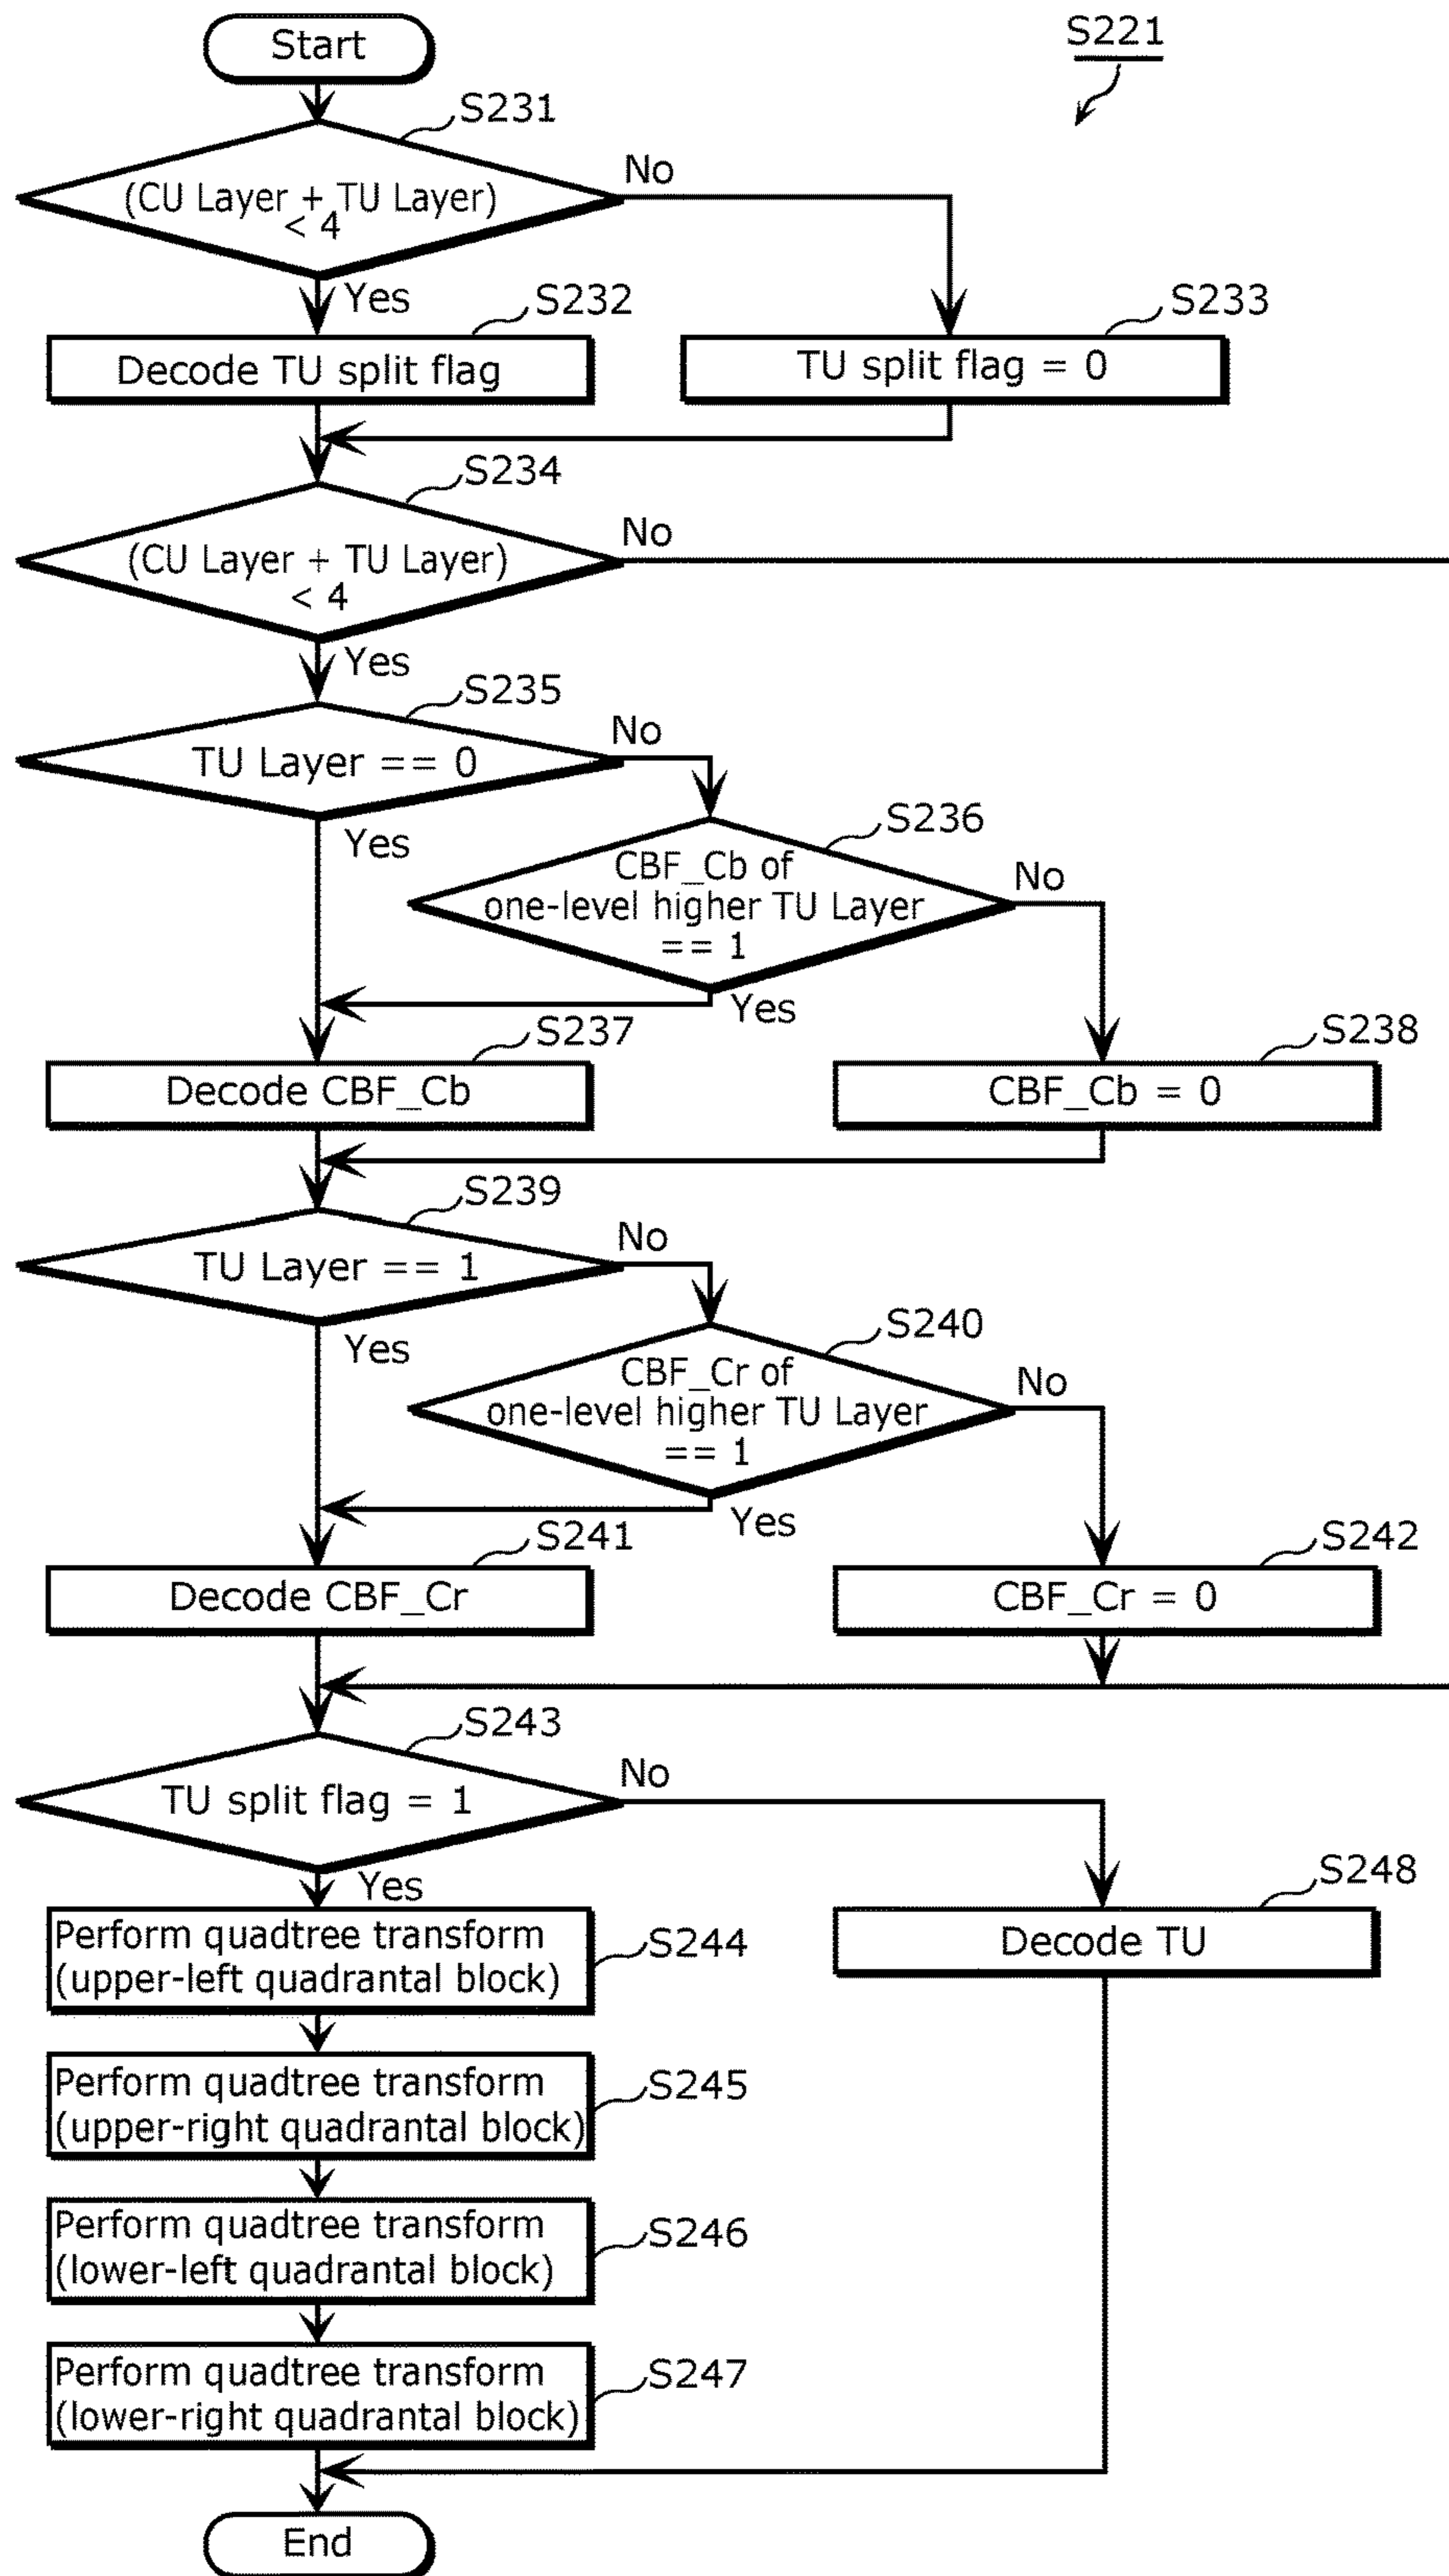 Start
S221
S231
(CU Layer + TU Layer)
< 4
No
Yes
S232
S233
Decode TU split flag
TU split flag = 0
S234
(CU Layer + TU Layer)
< 4
No
Yes
S235
TU Layer == 0
No
Yes
S236
CBF_Cb of
one-level higher TU Layer
== 1
No
Yes
S237
S238
Decode CBF_Cb
CBF_Cb = 0
S239
TU Layer == 1
No
Yes
S240
CBF_Cr of
one-level higher TU Layer
== 1
No
Yes
S241
S242
Decode CBF_Cr
CBF_Cr = 0
S243
TU split flag = 1
No
Yes
S248
Decode TU
Perform quadtree transform
(upper-left quadrantal block)
S244
Perform quadtree transform
(upper-right quadrantal block)
S245
Perform quadtree transform
(lower-left quadrantal block)
S246
Perform quadtree transform
(lower-right quadrantal block)
S247
End